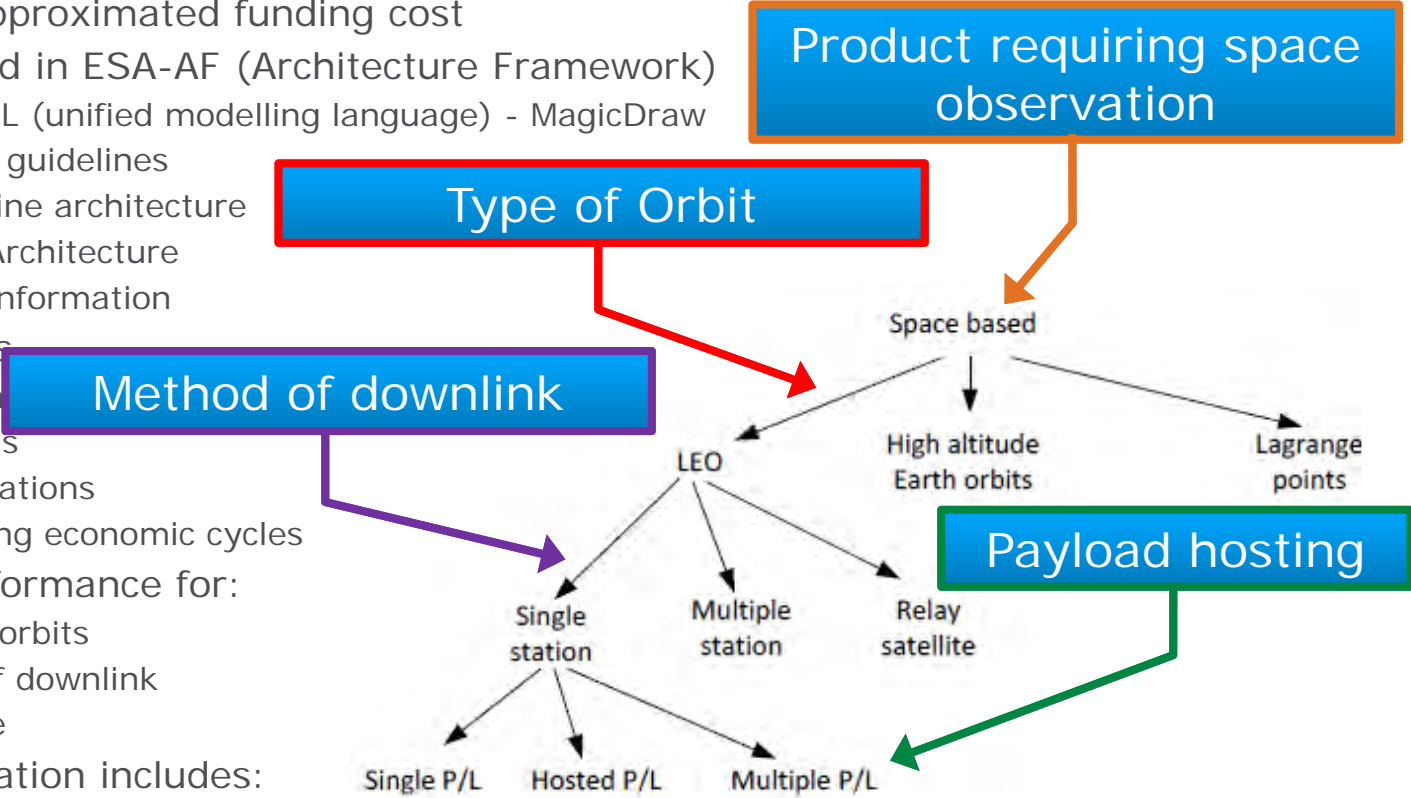 pproximated funding cost
d in ESA-AF (Architecture Framework)
L (unified modelling language) - MagicDraw
guidelines
ine architecture
Architecture
nformation
s
s
ations
ng economic cycles
formance for:
orbits
f downlink
e
ation includes:
Product requiring space
observation
Type of Orbit
Method of downlink
Payload hosting
Space based
LEO
High altitude
Earth orbits
Lagrange
points
Single
station
Multiple
station
Relay
satellite
Single P/L
Hosted P/L
Multiple P/L